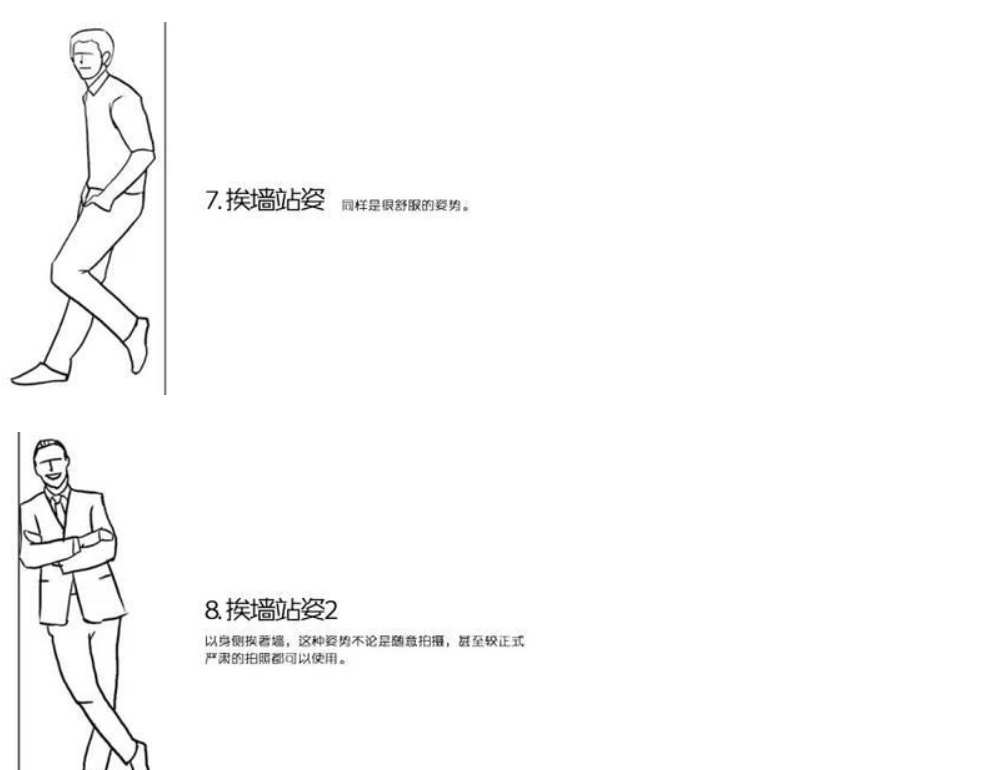 7. 挨墙站姿 同样是很舒服的姿势。
8. 挨墙站姿2
以身侧挨着墙，这种姿势不论是随意拍摄，甚至较正式
严肃的拍照都可以使用。